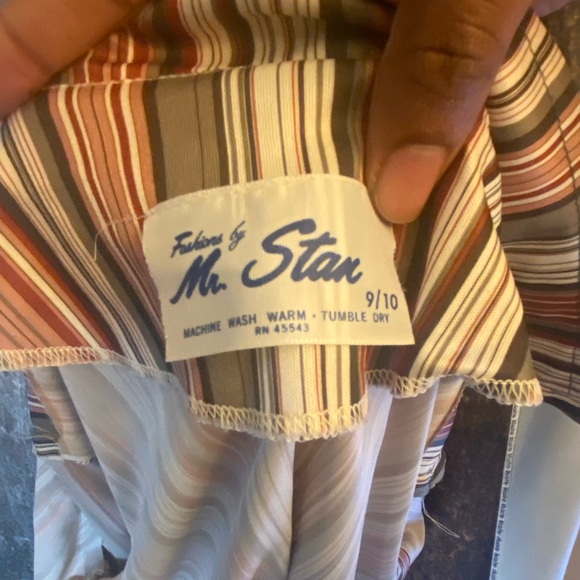 Fashions by
Mr. Stan
9/10
MACHINE WASH WARM • TUMBLE DRY
RN 45543